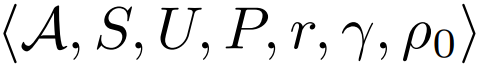 ⟨𝒜, S, U, P, r, γ, ρ₀⟩